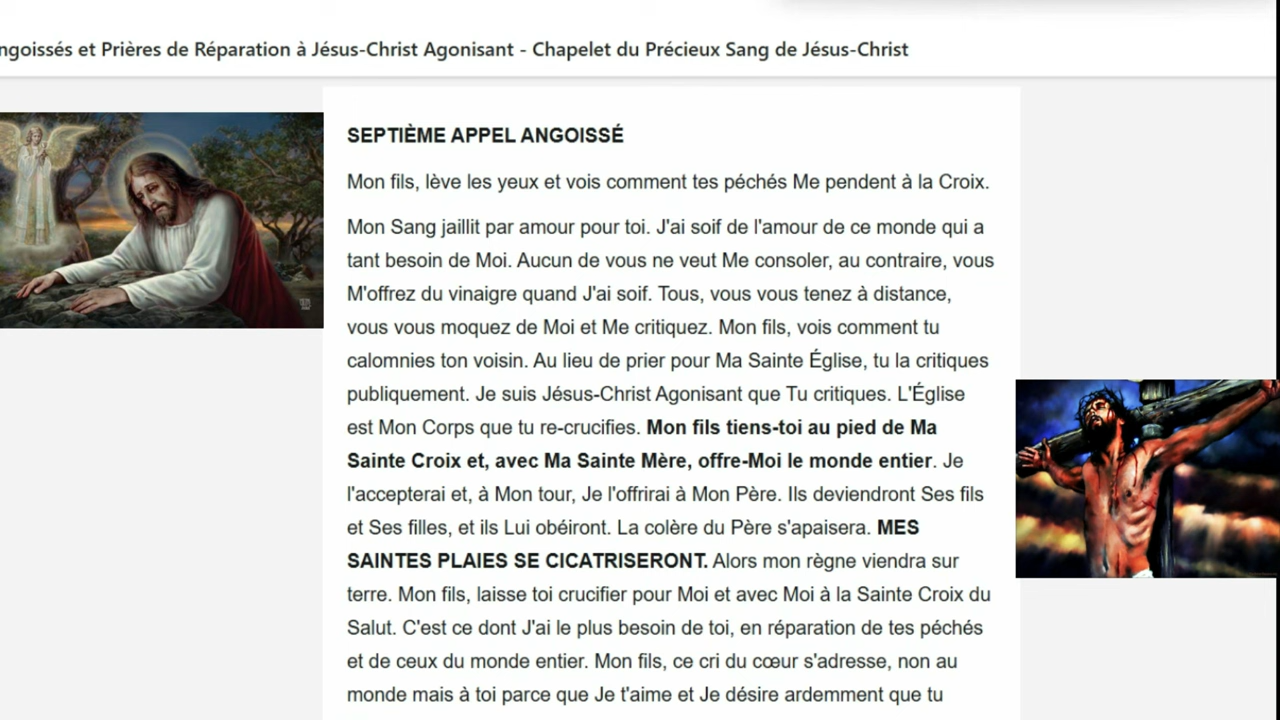 ngoissés et Prières de Réparation à Jésus-Christ Agonisant - Chapelet du Précieux Sang de Jésus-Christ
SEPTIÈME APPEL ANGOISSÉ
Mon fils, lève les yeux et vois comment tes péchés Me pendent à la Croix.
Mon Sang jaillit par amour pour toi. J'ai soif de l'amour de ce monde qui a
tant besoin de Moi. Aucun de vous ne veut Me consoler, au contraire, vous
M'offrez du vinaigre quand J'ai soif. Tous, vous vous tenez à distance,
vous vous moquez de Moi et Me critiquez. Mon fils, vois comment tu
calomnies ton voisin. Au lieu de prier pour Ma Sainte Église, tu la critiques
publiquement. Je suis Jésus-Christ Agonisant que Tu critiques. L'Église
est Mon Corps que tu re-crucifies. Mon fils tiens-toi au pied de Ma
Sainte Croix et, avec Ma Sainte Mère, offre-Moi le monde entier. Je
l'accepterai et, à Mon tour, Je l'offrirai à Mon Père. Ils deviendront Ses fils
et Ses filles, et ils Lui obéiront. La colère du Père s'apaisera. MES
SAINTES PLAIES SE CICATRISERONT. Alors mon règne viendra sur
terre. Mon fils, laisse toi crucifier pour Moi et avec Moi à la Sainte Croix du
Salut. C'est ce dont J'ai le plus besoin de toi, en réparation de tes péchés
et de ceux du monde entier. Mon fils, ce cri du cœur s'adresse, non au
monde mais à toi parce que Je t'aime et Je désire ardemment que tu